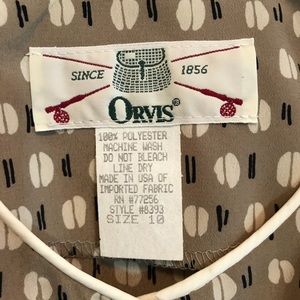 SINCE 1856
ORVIS®
100% POLYESTER
MACHINE WASH
DO NOT BLEACH
LINE DRY
MADE IN USA OF
IMPORTED FABRIC
RN #77256
STYLE #8393
SIZE 10